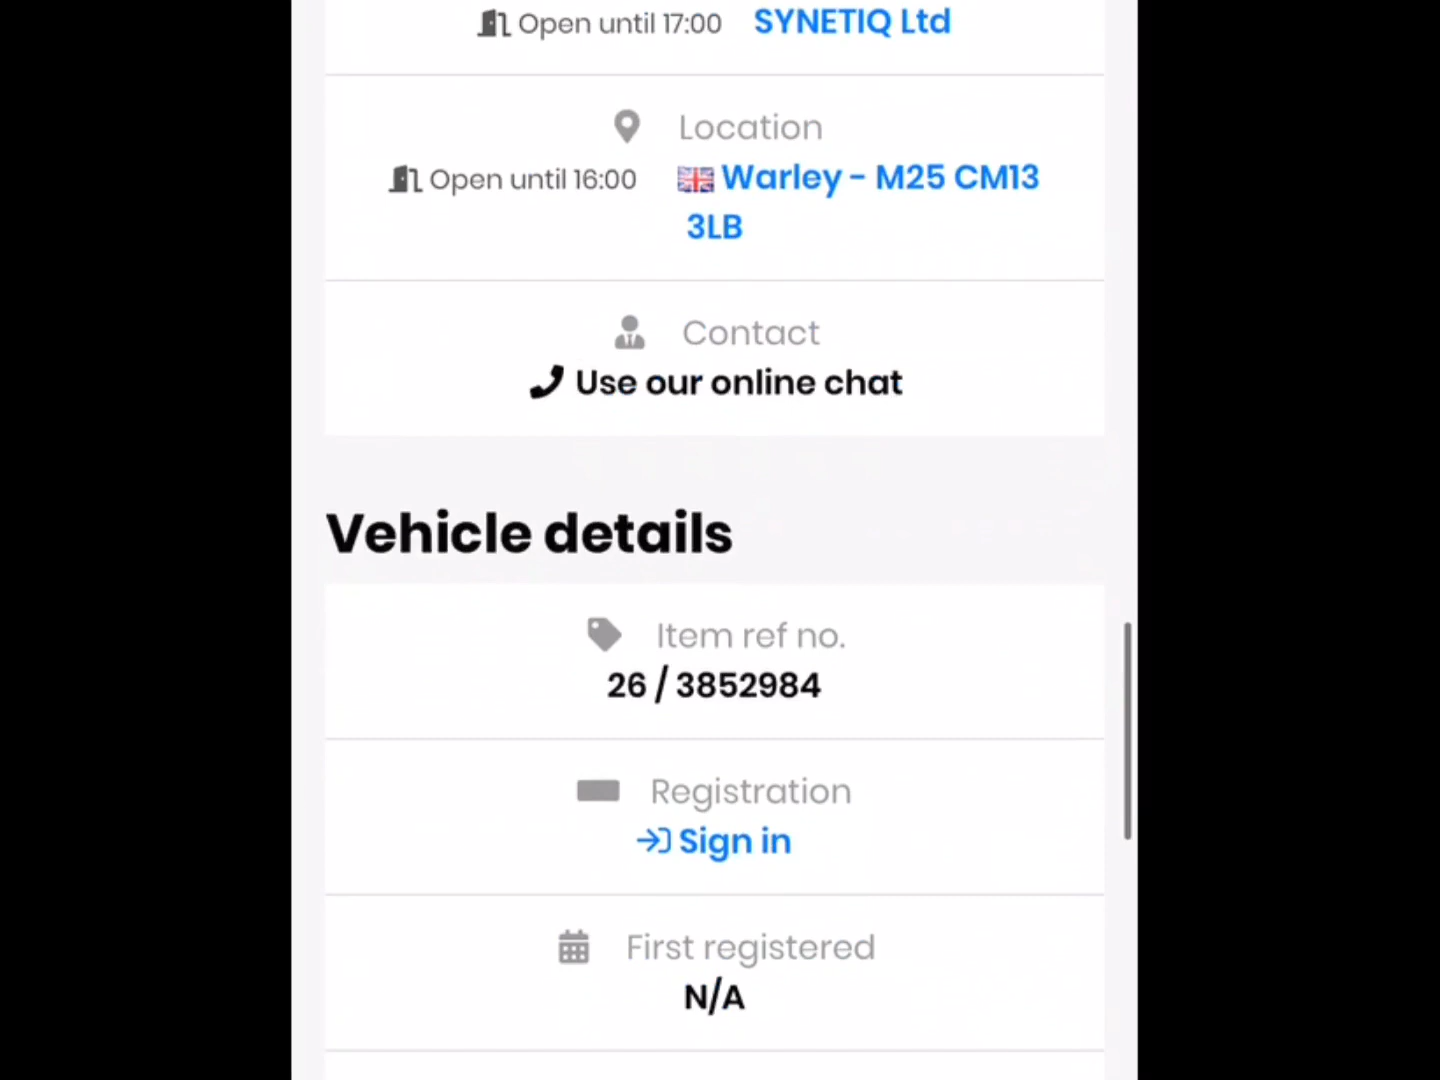 Open until 17:00 SYNETIQ Ltd
Location
Open until 16:00 Warley - M25 CM13
3LB
Contact
Use our online chat
Vehicle details
Item ref no.
26 / 3852984
Registration
Sign in
First registered
N/A